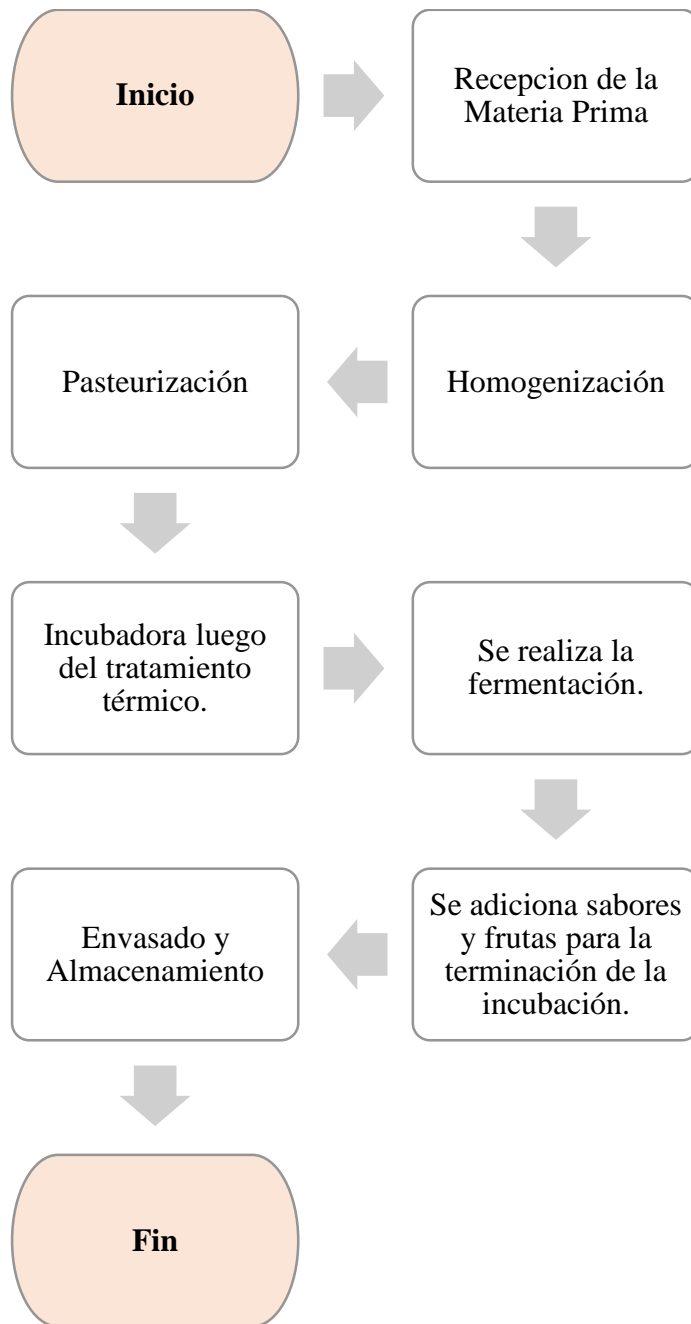 Inicio
Recepcion de la
Materia Prima
Homogenización
Pasteurización
Incubadora luego
del tratamiento
térmico.
Se realiza la
fermentación.
Se adiciona sabores
y frutas para la
terminación de la
incubación.
Envasado y
Almacenamiento
Fin